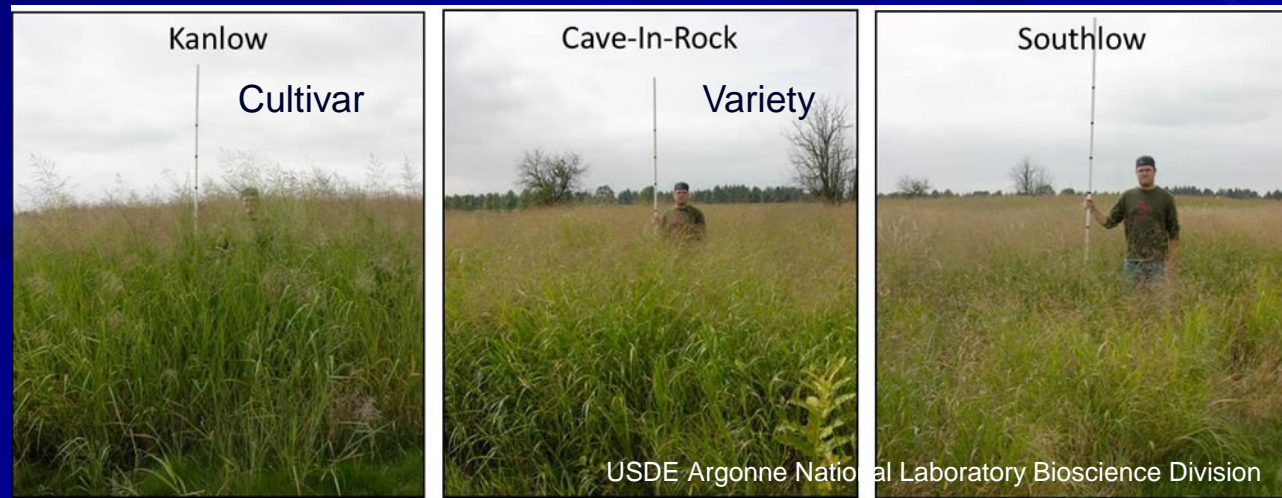 Kanlow
Cultivar
Cave-In-Rock
Variety
Southlow
USDE Argonne National Laboratory Bioscience Division